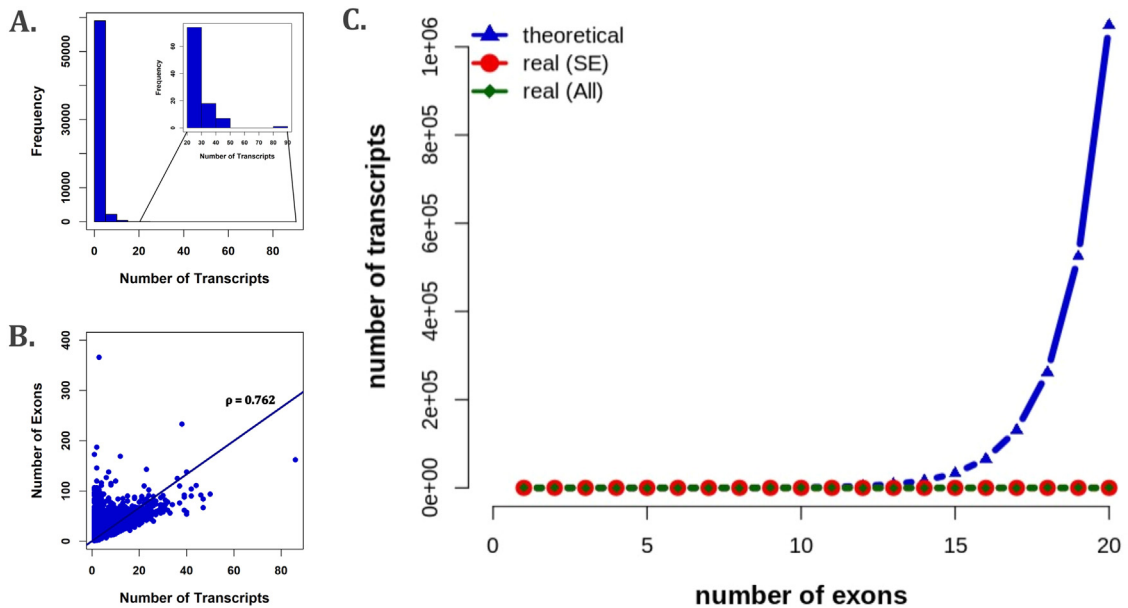 A.
Frequency
0
10000
30000
50000
0 20 40 60 80
Number of Transcripts
Frequency
0 20 40 60
20 30 40 50 60 70 80 90
Number of Transcripts
B.
Number of Exons
0
100
200
300
400
ρ = 0.762
0 20 40 60 80
Number of Transcripts
C.
theoretical
real (SE)
real (All)
number of transcripts
0e+00
2e+05
4e+05
6e+05
8e+05
1e+06
0 5 10 15 20
number of exons